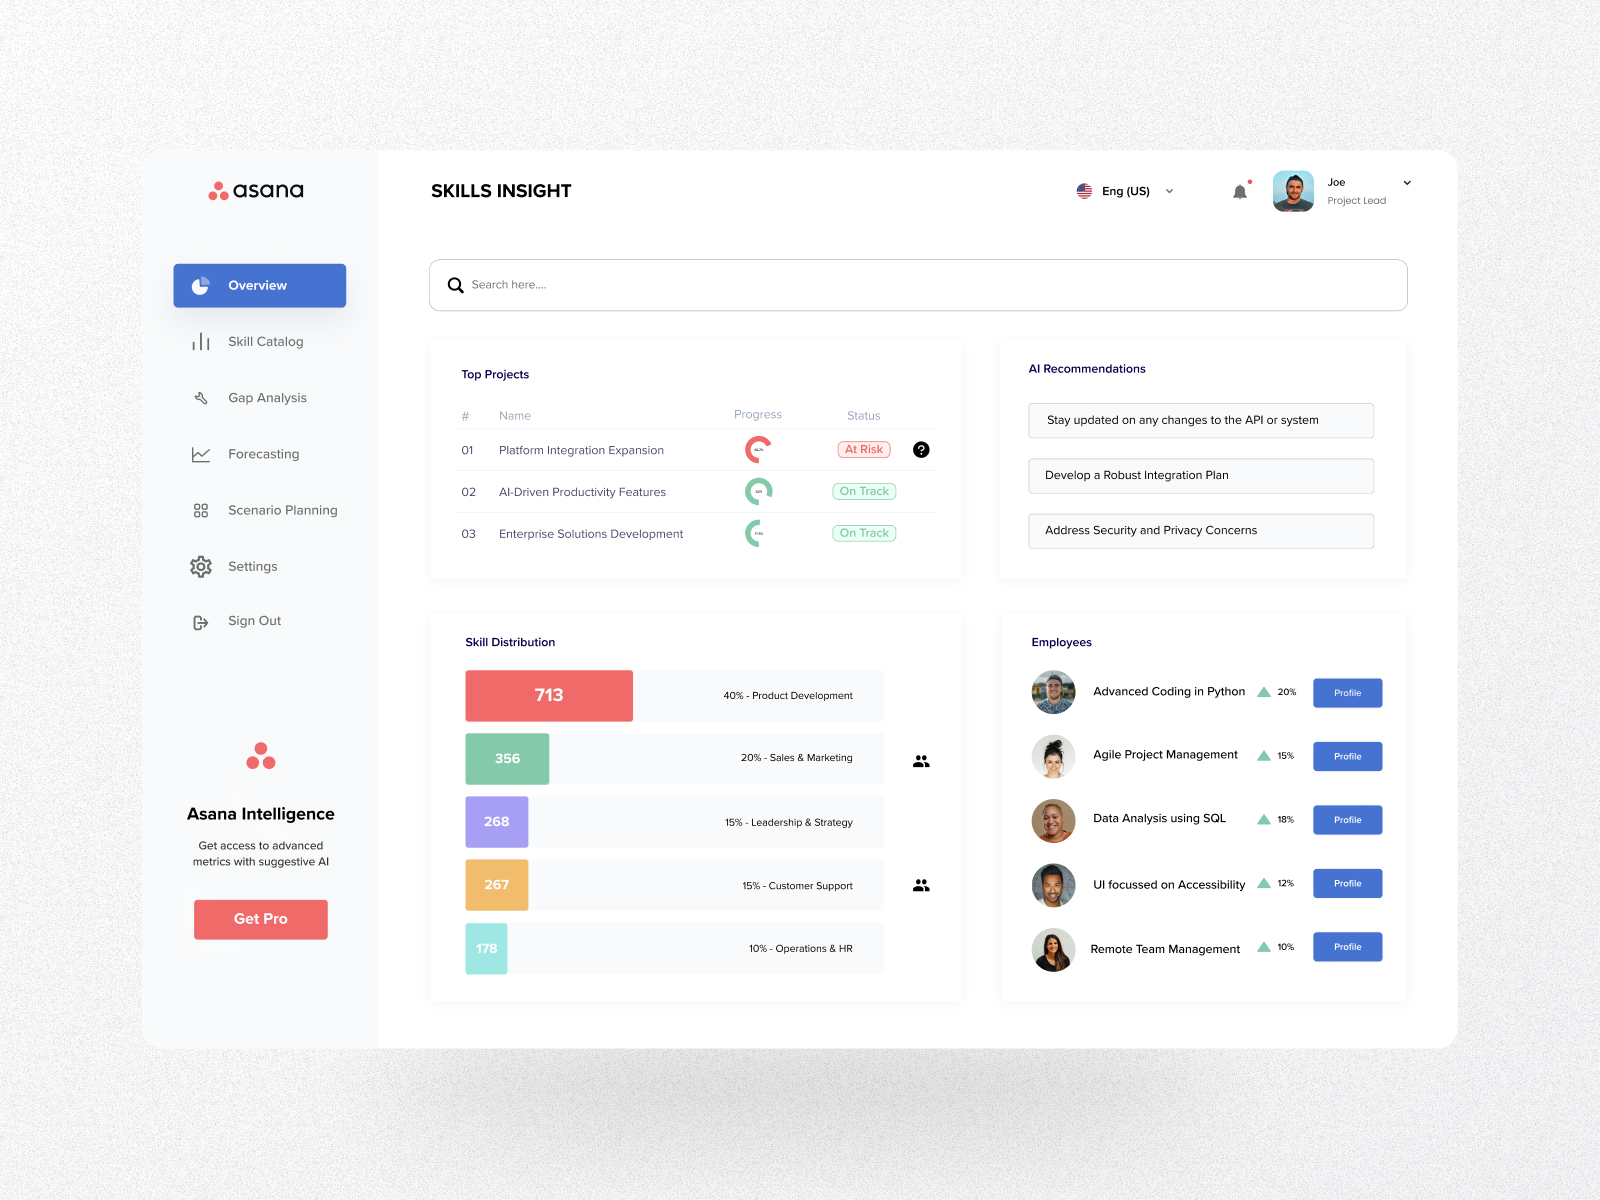 asana
SKILLS INSIGHT
Eng (US)
Joe
Project Lead
Overview
Skill Catalog
Gap Analysis
Forecasting
Scenario Planning
Settings
Sign Out
Asana Intelligence
Get access to advanced
metrics with suggestive AI
Get Pro
Search here....
Top Projects
# Name Progress Status
01 Platform Integration Expansion At Risk ?
02 AI-Driven Productivity Features On Track
03 Enterprise Solutions Development On Track
AI Recommendations
Stay updated on any changes to the API or system
Develop a Robust Integration Plan
Address Security and Privacy Concerns
Skill Distribution
713 40% - Product Development
356 20% - Sales & Marketing
268 15% - Leadership & Strategy
267 15% - Customer Support
178 10% - Operations & HR
Employees
Advanced Coding in Python 20% Profile
Agile Project Management 15% Profile
Data Analysis using SQL 18% Profile
UI focussed on Accessibility 12% Profile
Remote Team Management 10% Profile